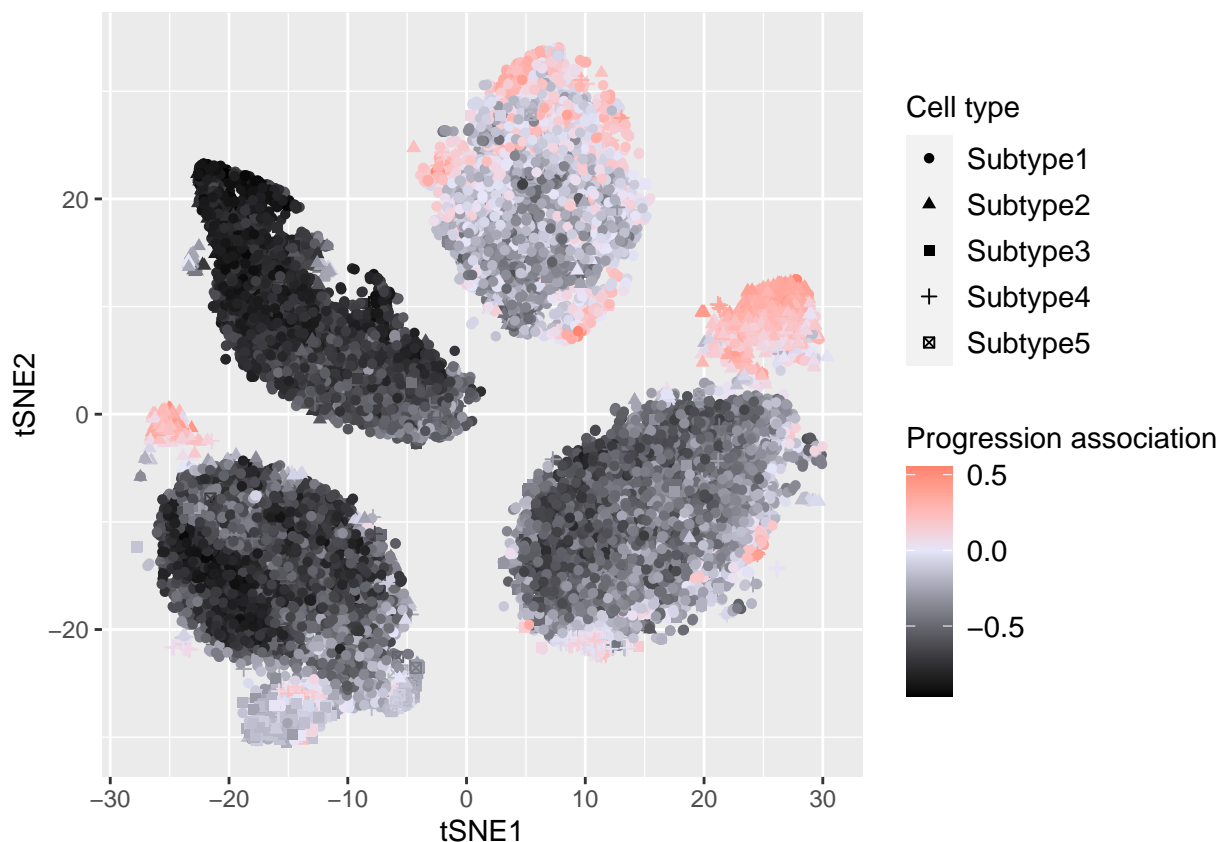 20
0
−20
−30
−20
−10
0
10
20
30
tSNE1
tSNE2
Cell type
Subtype1
Subtype2
Subtype3
Subtype4
Subtype5
Progression association
0.5
0.0
−0.5